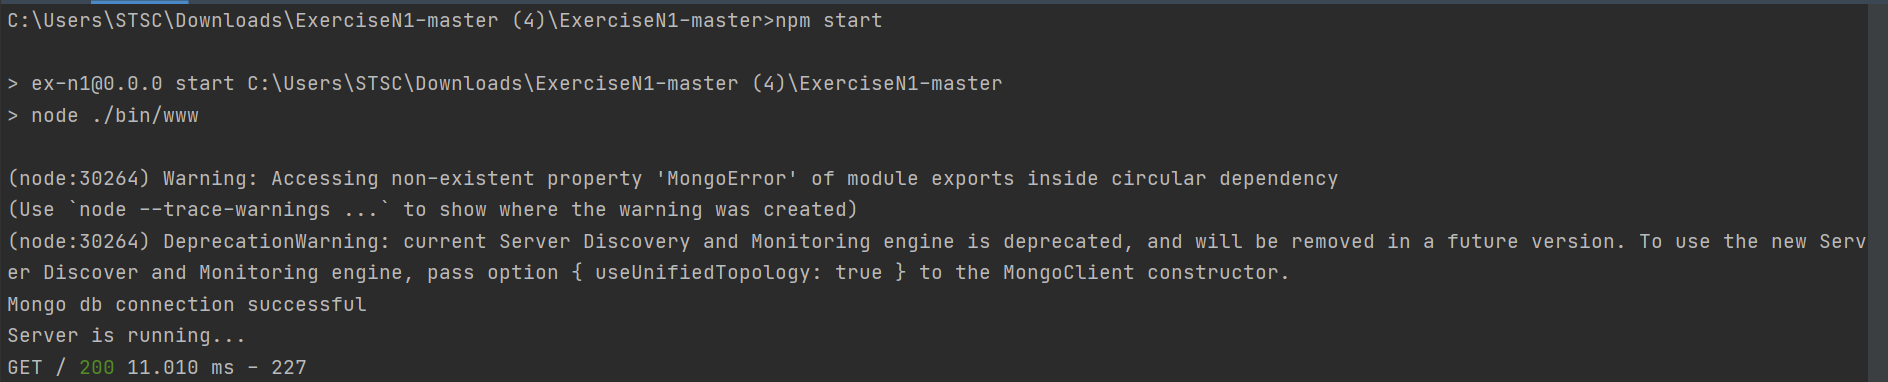 C:\Users\STSC\Downloads\ExerciseN1-master (4)\ExerciseN1-master>npm start
> ex-n1@0.0.0 start C:\Users\STSC\Downloads\ExerciseN1-master (4)\ExerciseN1-master
> node ./bin/www
(node:30264) Warning: Accessing non-existent property 'MongoError' of module exports inside circular dependency
(Use `node --trace-warnings ...` to show where the warning was created)
(node:30264) DeprecationWarning: current Server Discovery and Monitoring engine is deprecated, and will be removed in a future version. To use the new Serv
er Discover and Monitoring engine, pass option { useUnifiedTopology: true } to the MongoClient constructor.
Mongo db connection successful
Server is running...
GET / 200 11.010 ms - 227